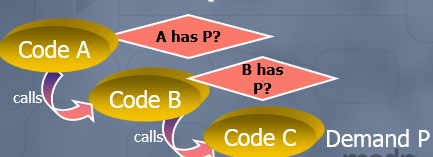 Code A
A has P?
calls
Code B
B has
P?
calls
Code C
Demand P